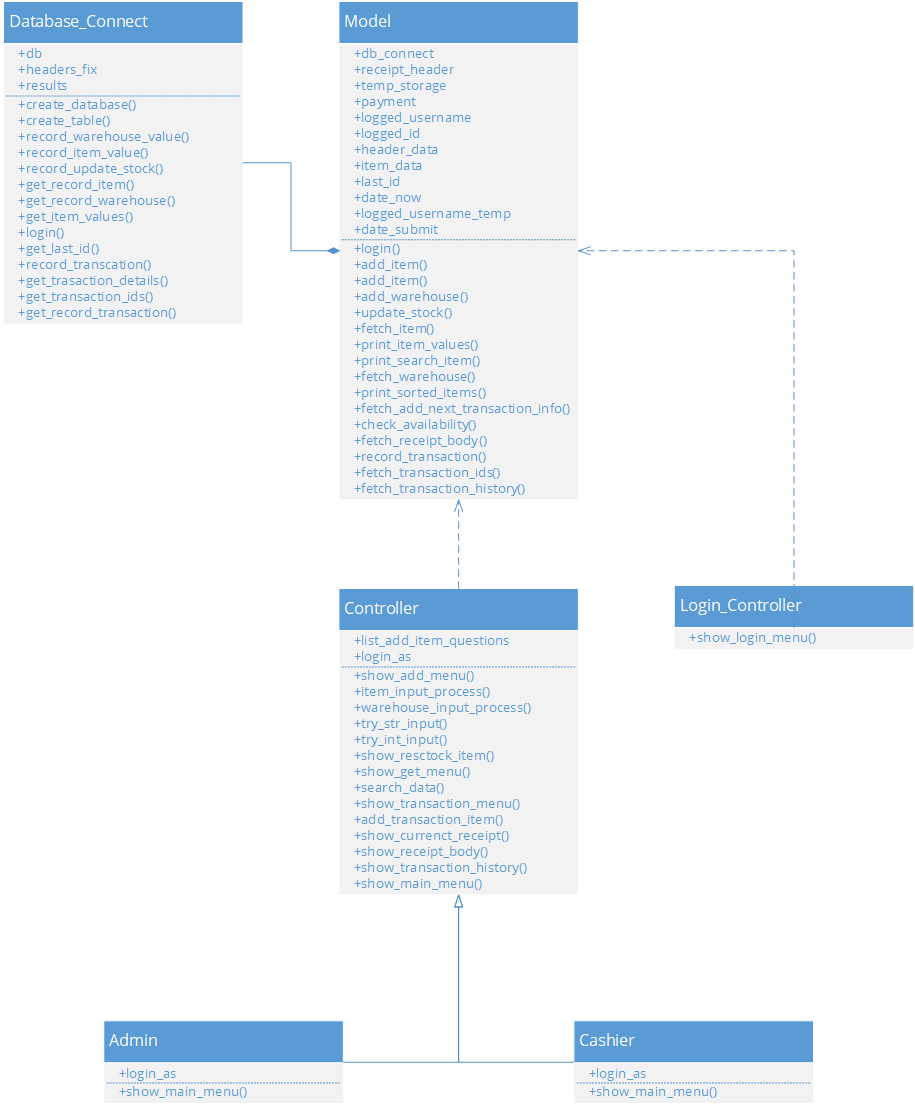 Database_Connect
+db
+headers_fix
+results
+create_database()
+create_table()
+record_warehouse_value()
+record_item_value()
+record_update_stock()
+get_record_item()
+get_record_warehouse()
+get_item_values()
+login()
+get_last_id()
+record_transcation()
+get_trasaction_details()
+get_transaction_ids()
+get_record_transaction()
Model
+db_connect
+receipt_header
+temp_storage
+payment
+logged_username
+logged_id
+header_data
+item_data
+last_id
+date_now
+logged_username_temp
+date_submit
+login()
+add_item()
+add_item()
+add_warehouse()
+update_stock()
+fetch_item()
+print_item_values()
+print_search_item()
+fetch_warehouse()
+print_sorted_items()
+fetch_add_next_transaction_info()
+check_availability()
+fetch_receipt_body()
+record_transaction()
+fetch_transaction_ids()
+fetch_transaction_history()
Controller
+list_add_item_questions
+login_as
+show_add_menu()
+item_input_process()
+warehouse_input_process()
+try_str_input()
+try_int_input()
+show_resctock_item()
+show_get_menu()
+search_data()
+show_transaction_menu()
+add_transaction_item()
+show_currenct_receipt()
+show_receipt_body()
+show_transaction_history()
+show_main_menu()
Login_Controller
+show_login_menu()
Admin
+login_as
+show_main_menu()
Cashier
+login_as
+show_main_menu()